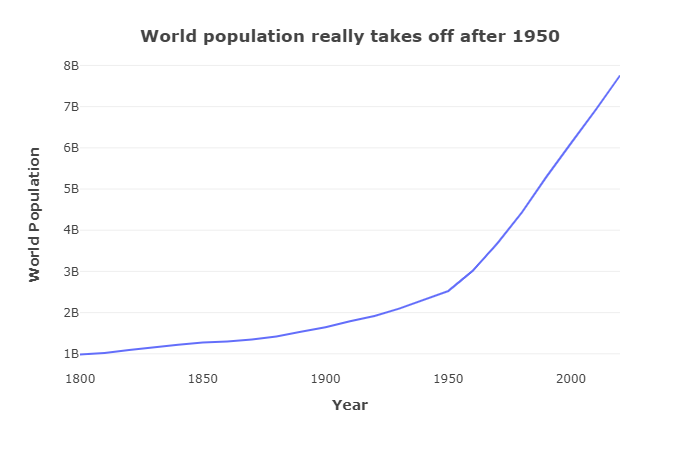 World population really takes off after 1950
8B
7B
6B
5B
4B
3B
2B
1B
World Population
1800 1850 1900 1950 2000
Year